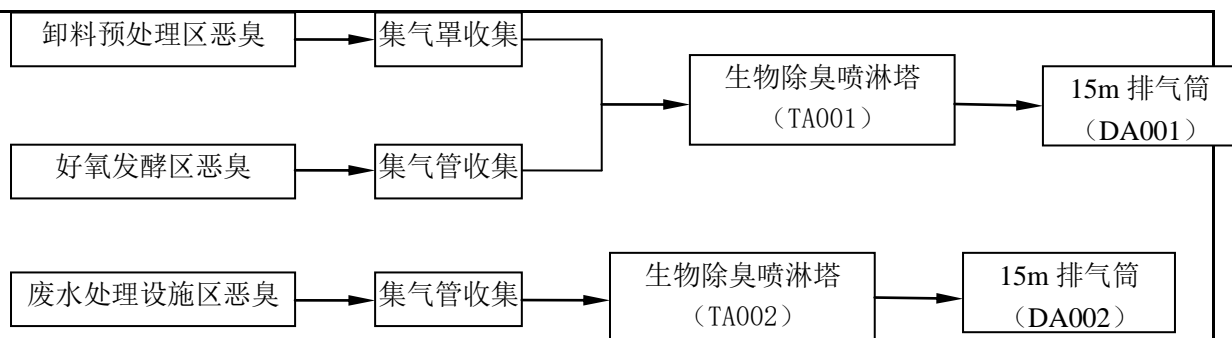 卸料预处理区恶臭
集气罩收集
生物除臭喷淋塔
（TA001）
15m 排气筒
（DA001）
好氧发酵区恶臭
集气管收集
废水处理设施区恶臭
集气管收集
生物除臭喷淋塔
（TA002）
15m 排气筒
（DA002）